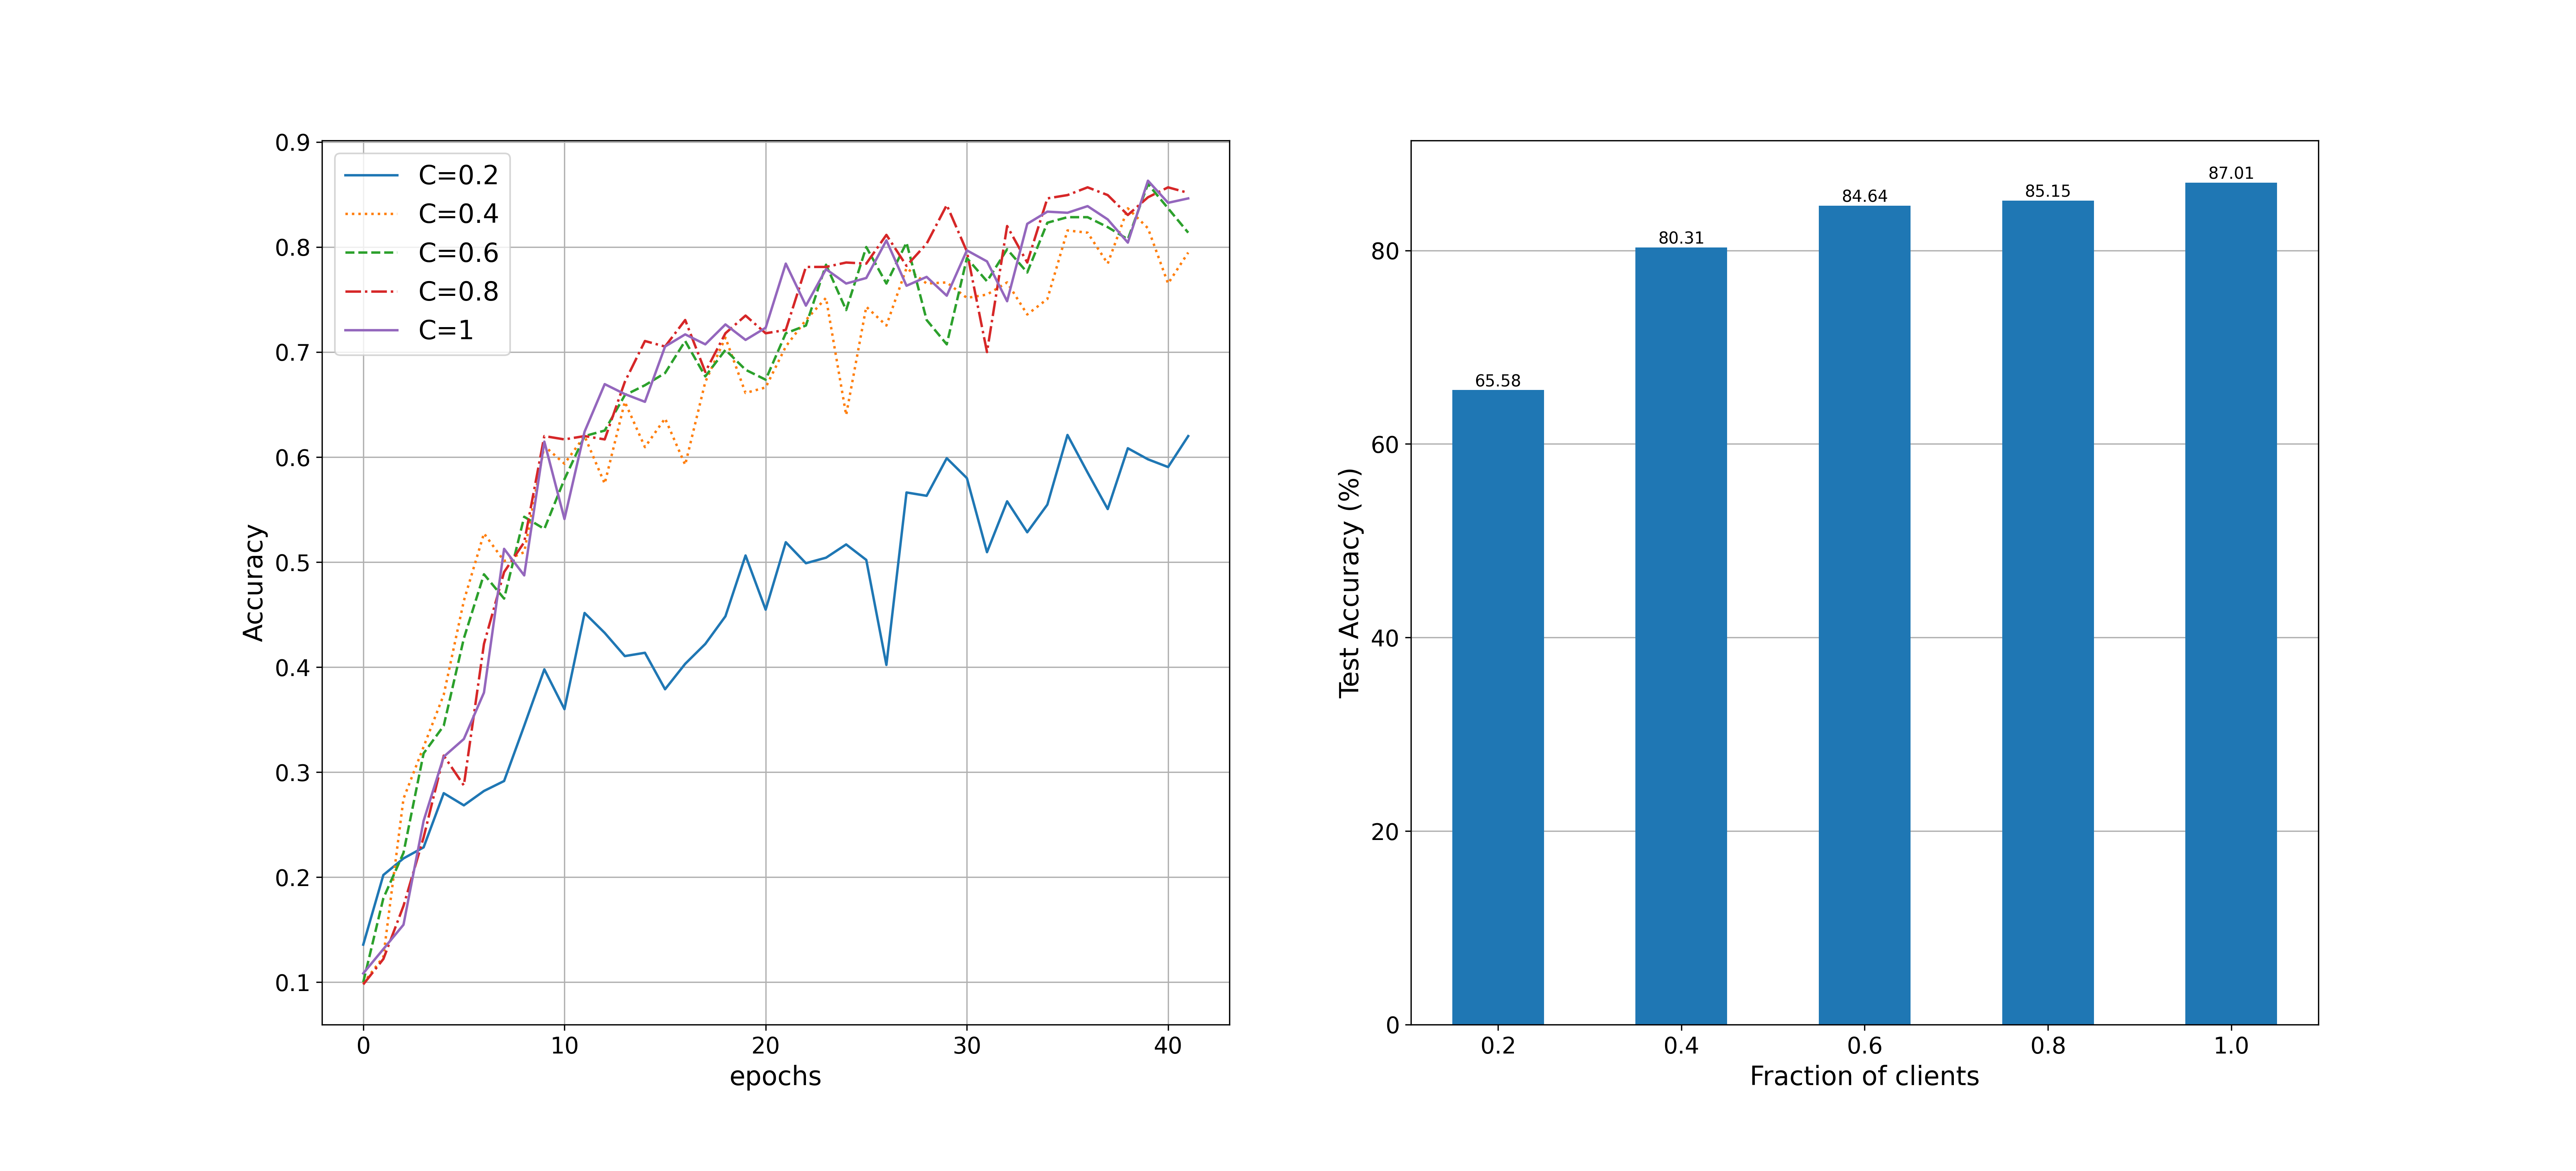 0.9
0.8
0.7
0.6
0.5
0.4
0.3
0.2
0.1
Accuracy
C=0.2
C=0.4
C=0.6
C=0.8
C=1
0 10 20 30 40
epochs
80
60
40
20
0
Test Accuracy (%)
65.58
80.31
84.64
85.15
87.01
0.2 0.4 0.6 0.8 1.0
Fraction of clients